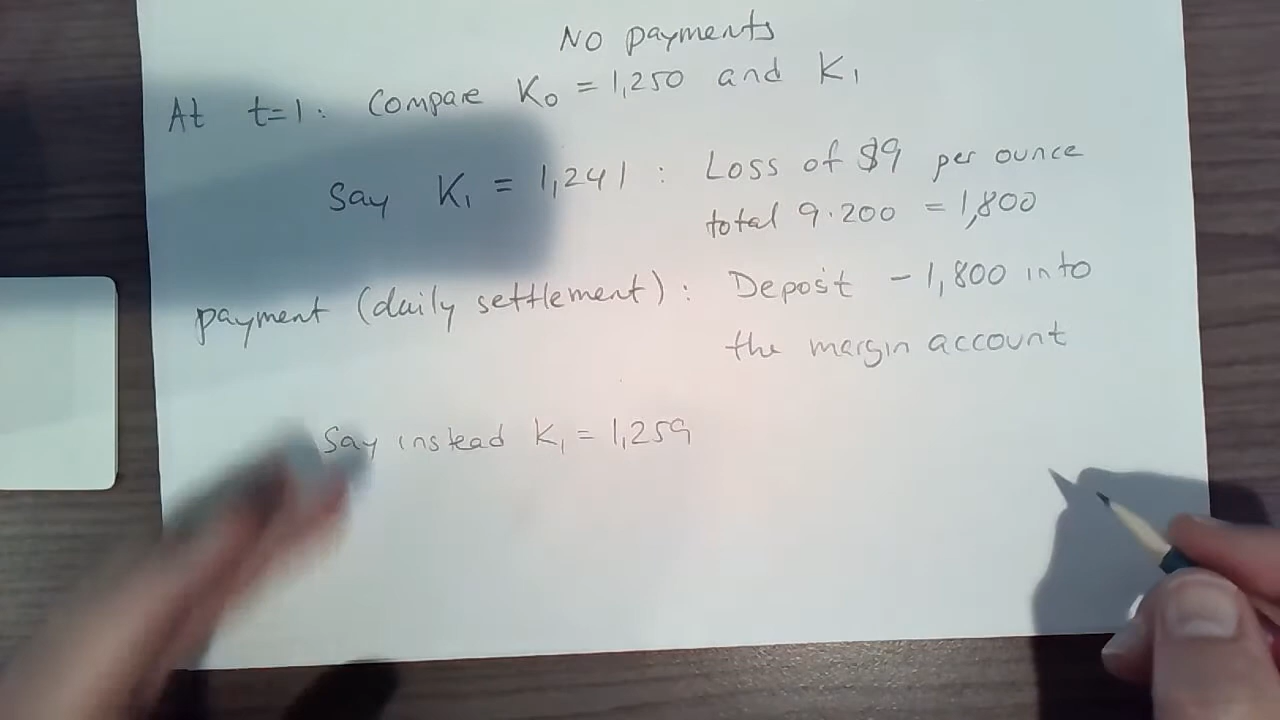 No payments
At t=1: Compare K₀ = 1,250 and K₁
Say K₁ = 1,241 : Loss of $9 per ounce
total 9·200 = 1,800
payment (daily settlement) : Deposit -1,800 into
the margin account
Say instead K₁ = 1,259